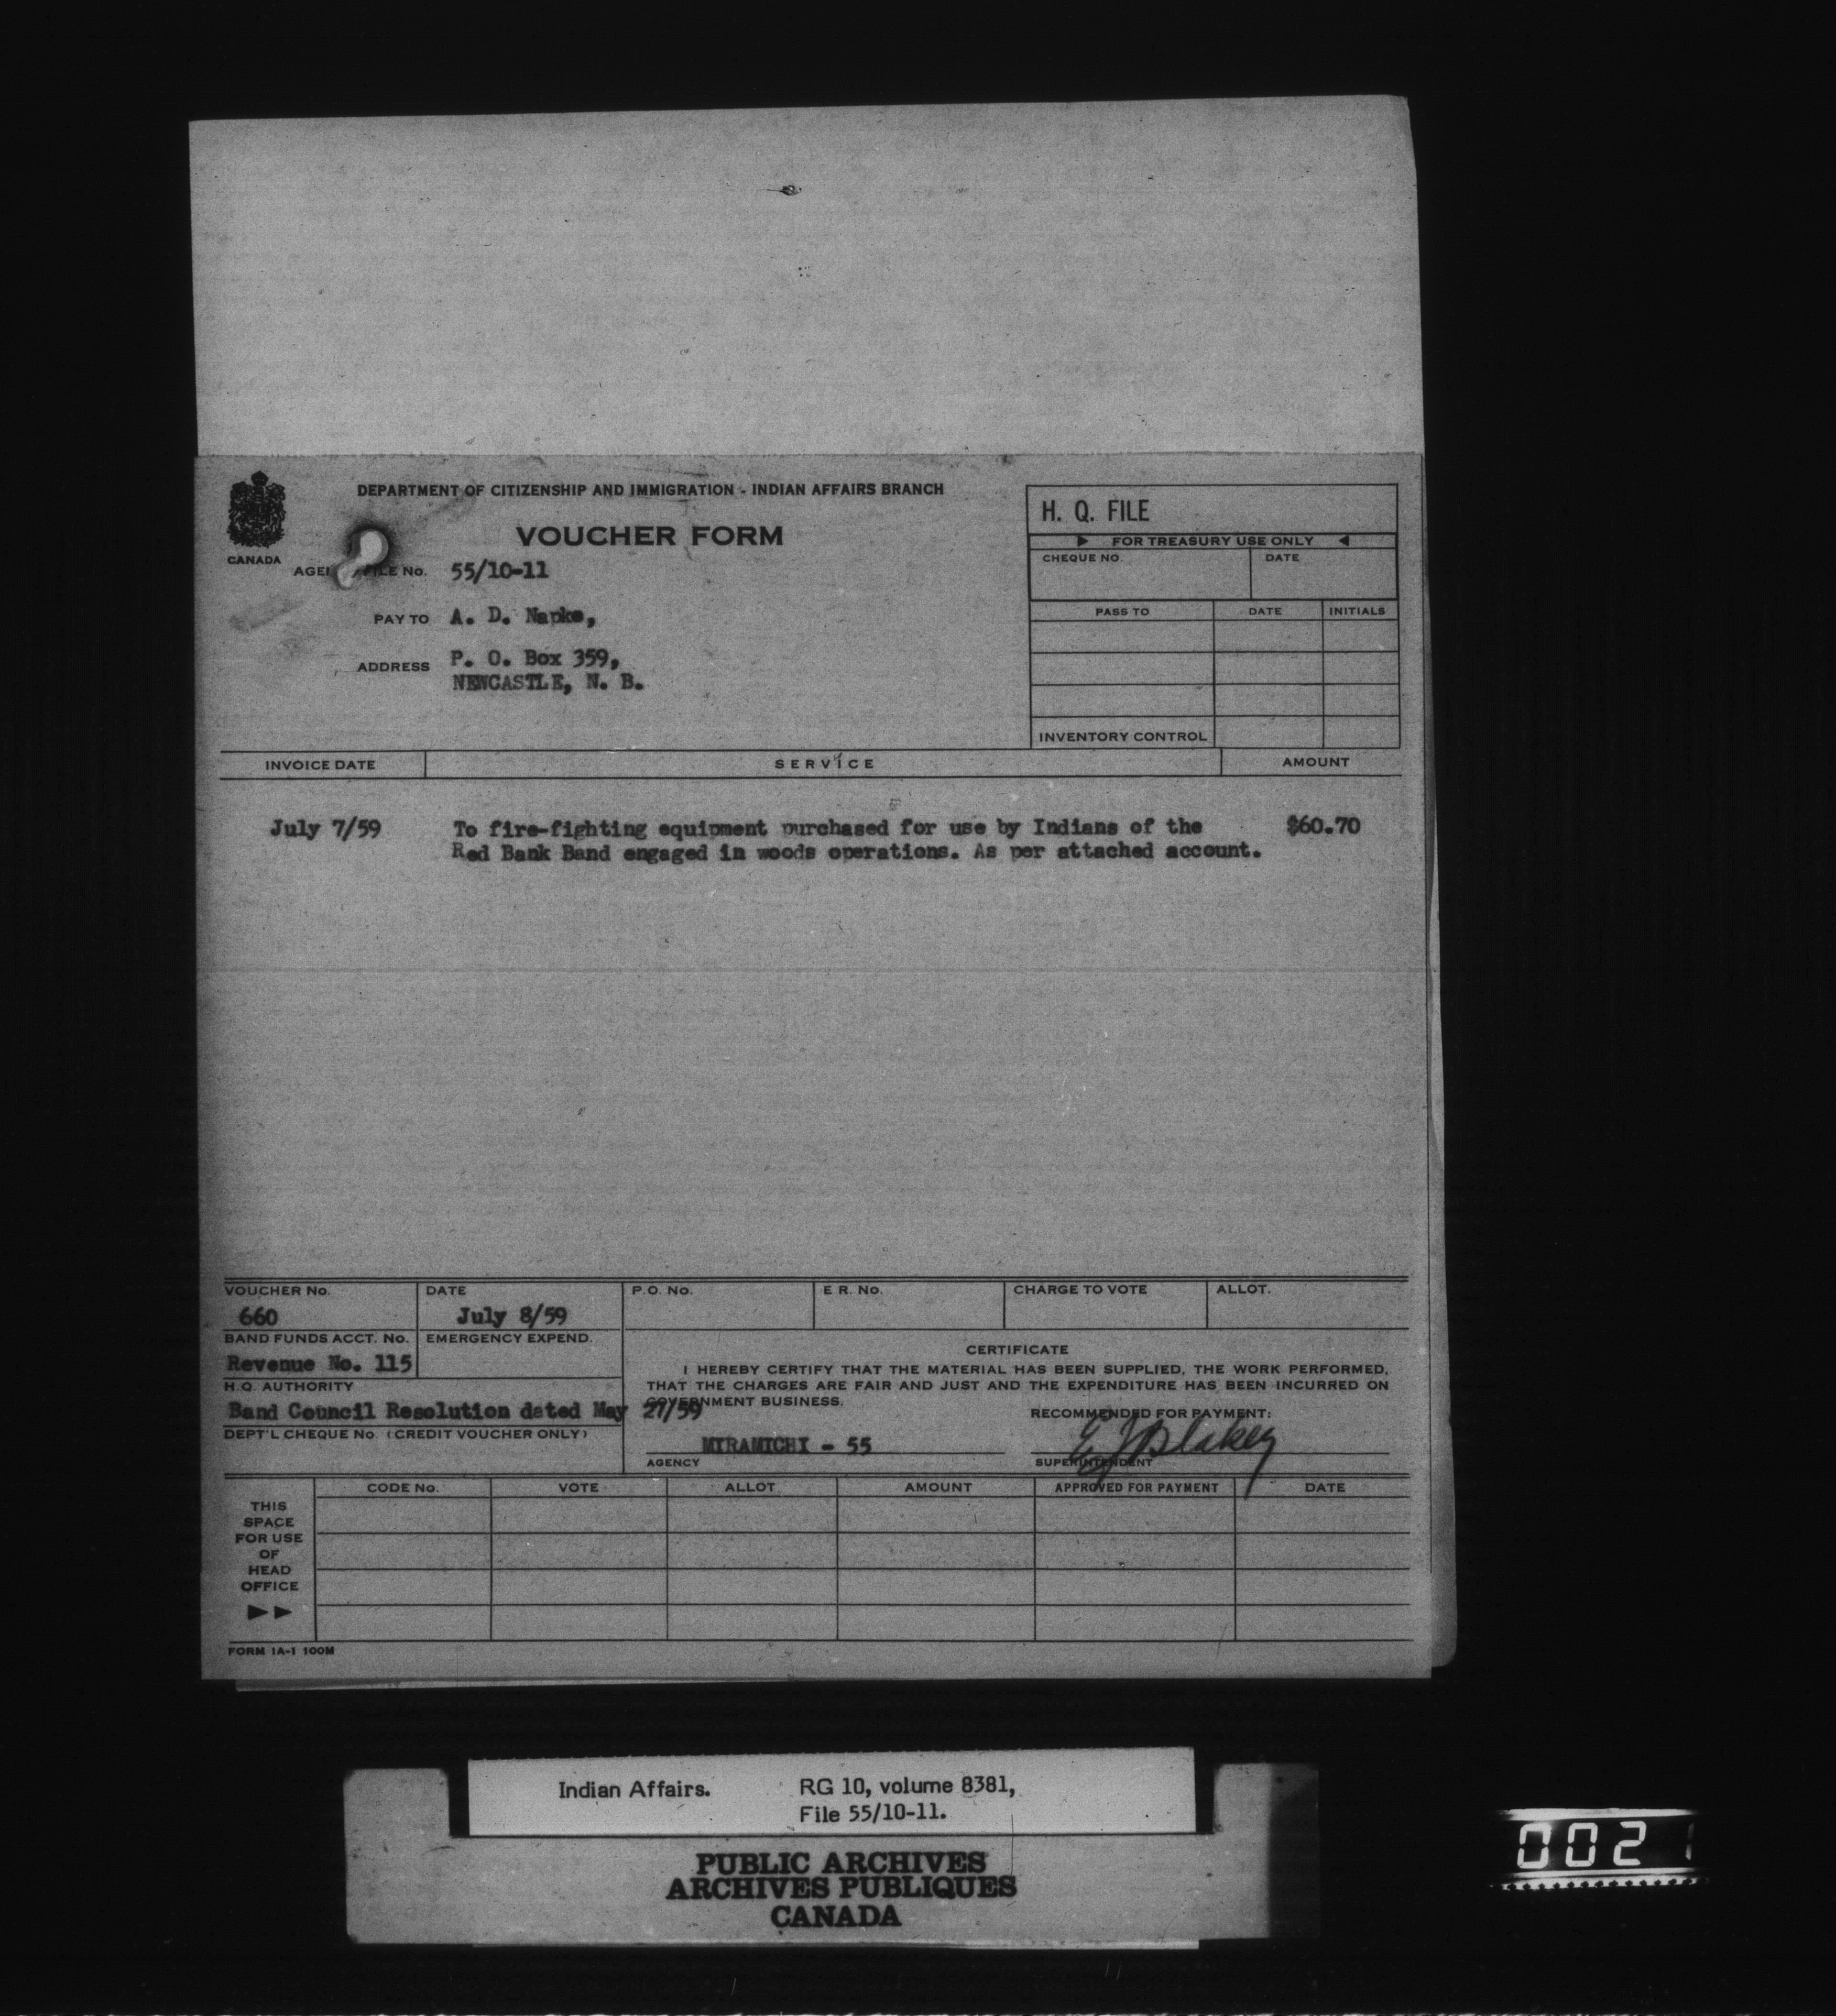 DEPARTMENT OF CITIZENSHIP AND IMMIGRATION - INDIAN AFFAIRS BRANCH
VOUCHER FORM
CANADA
FILE No. 55/10-11
PAY TO A. D. Napke,
ADDRESS P. O. Box 359,
NEWCASTLE, N. B.
H. Q. FILE
FOR TREASURY USE ONLY
CHEQUE NO. DATE
PASS TO DATE INITIALS
INVENTORY CONTROL
INVOICE DATE SERVICE AMOUNT
July 7/59 To fire-fighting equipment purchased for use by Indians of the $60.70
Red Bank Band engaged in woods operations. As per attached account.
VOUCHER No. DATE P.O. No. E R. No. CHARGE TO VOTE ALLOT.
660 July 8/59
BAND FUNDS ACCT. No. EMERGENCY EXPEND.
Revenue No. 115
H.Q. AUTHORITY
Band Council Resolution dated May 27/59
DEPT'L CHEQUE No. (CREDIT VOUCHER ONLY)
CERTIFICATE
I HEREBY CERTIFY THAT THE MATERIAL HAS BEEN SUPPLIED, THE WORK PERFORMED,
THAT THE CHARGES ARE FAIR AND JUST AND THE EXPENDITURE HAS BEEN INCURRED ON
GOVERNMENT BUSINESS.
RECOMMENDED FOR PAYMENT:
MIRAMICHI - 55 E J Blakey
AGENCY SUPERINTENDENT
CODE No. VOTE ALLOT AMOUNT APPROVED FOR PAYMENT DATE
THIS
SPACE
FOR USE
OF
HEAD
OFFICE
FORM IA-1 100M
Indian Affairs. RG 10, volume 8381,
File 55/10-11.
PUBLIC ARCHIVES
ARCHIVES PUBLIQUES
CANADA
0021